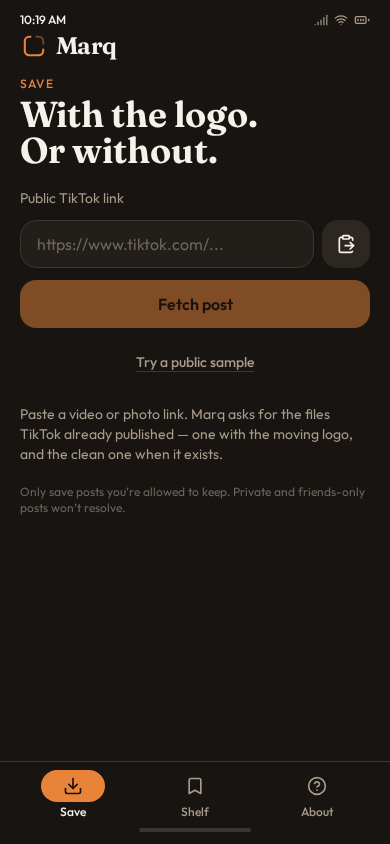 10:19 AM
Marq
SAVE
With the logo.
Or without.
Public TikTok link
https://www.tiktok.com/...
Fetch post
Try a public sample
Paste a video or photo link. Marq asks for the files
TikTok already published — one with the moving logo,
and the clean one when it exists.
Only save posts you’re allowed to keep. Private and friends-only
posts won’t resolve.
Save
Shelf
About